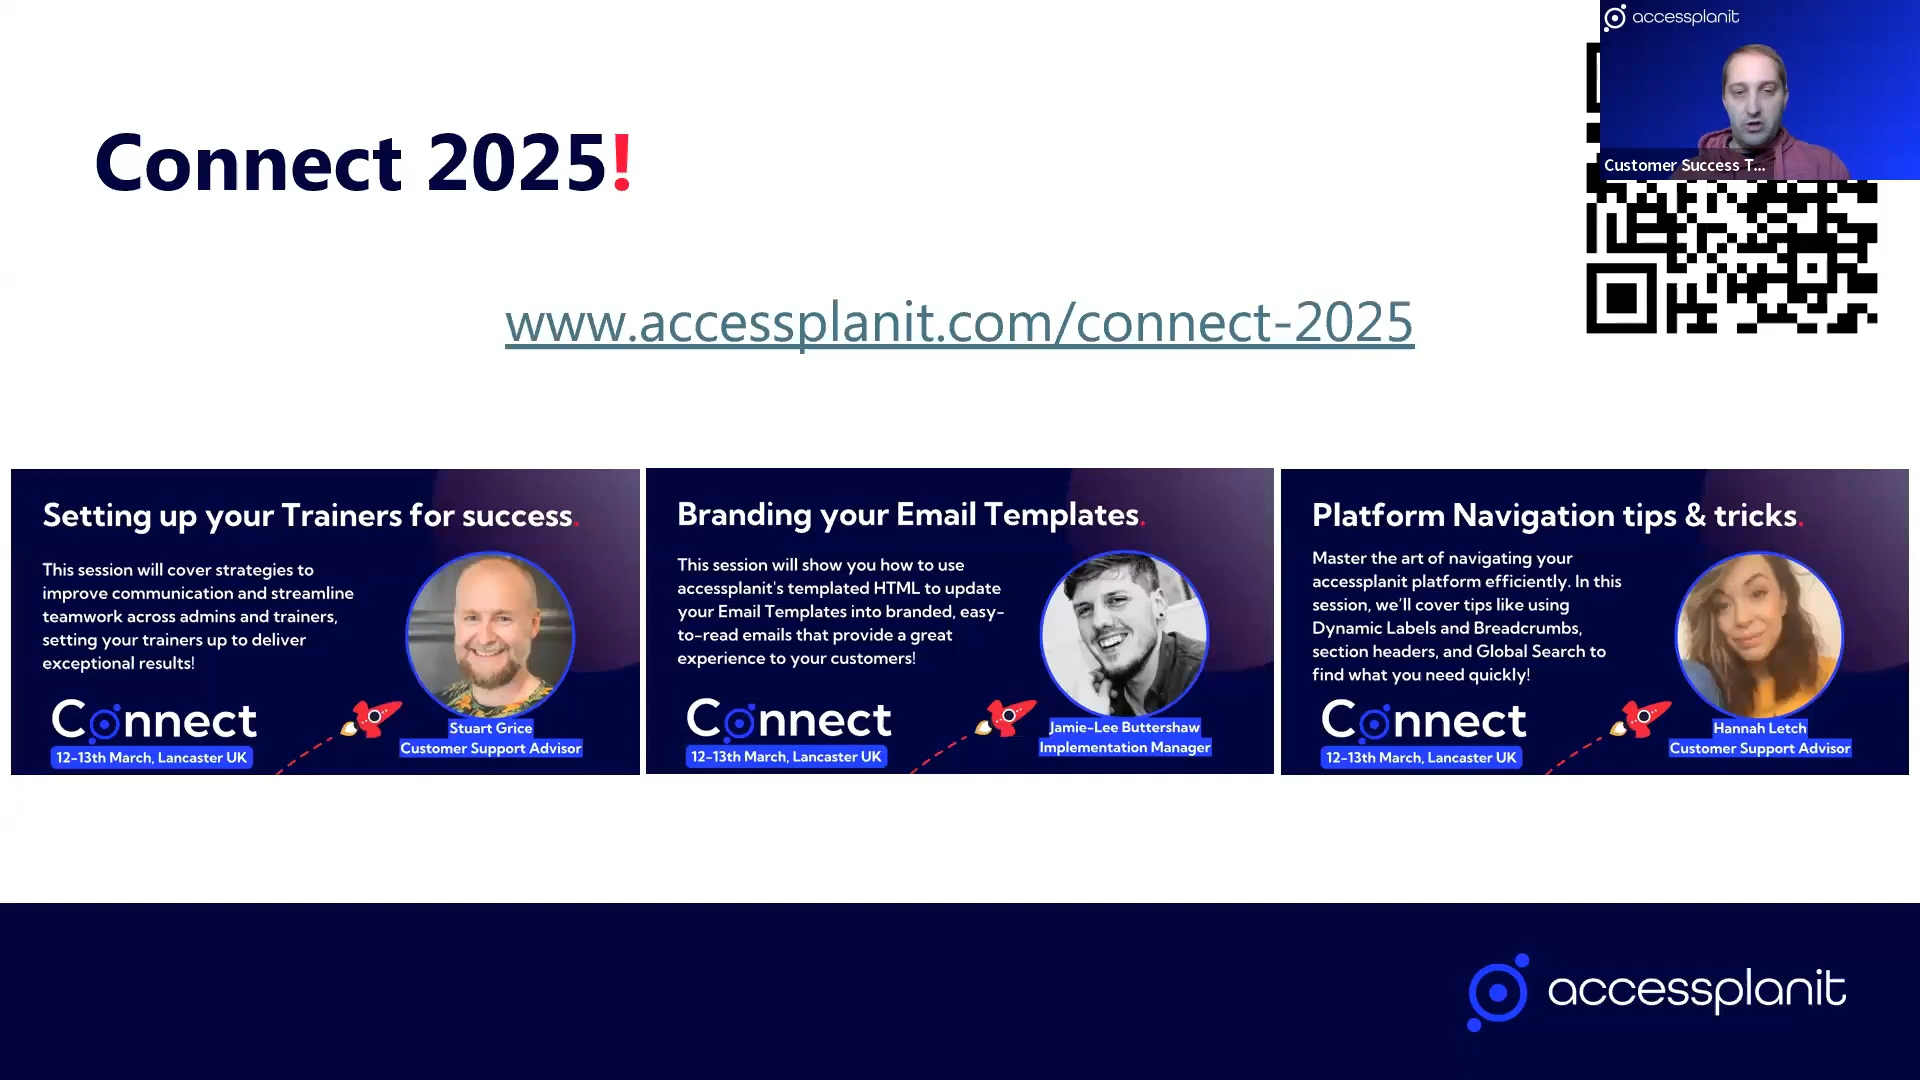 accessplanit
Customer Success T...
Connect 2025!
www.accessplanit.com/connect-2025
Setting up your Trainers for success.
This session will cover strategies to
improve communication and streamline
teamwork across admins and trainers,
setting your trainers up to deliver
exceptional results!
Connect
12-13th March, Lancaster UK
Stuart Grice
Customer Support Advisor
Branding your Email Templates.
This session will show you how to use
accessplanit's templated HTML to update
your Email Templates into branded, easy-
to-read emails that provide a great
experience to your customers!
Connect
12-13th March, Lancaster UK
Jamie-Lee Buttershaw
Implementation Manager
Platform Navigation tips & tricks.
Master the art of navigating your
accessplanit platform efficiently. In this
session, we'll cover tips like using
Dynamic Labels and Breadcrumbs,
section headers, and Global Search to
find what you need quickly!
Connect
12-13th March, Lancaster UK
Hannah Letch
Customer Support Advisor
accessplanit